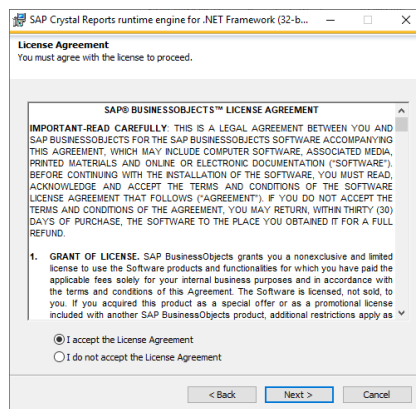 SAP Crystal Reports runtime engine for .NET Framework (32-b...
License Agreement
You must agree with the license to proceed.
SAP® BUSINESSOBJECTS™ LICENSE AGREEMENT
IMPORTANT-READ CAREFULLY: THIS IS A LEGAL AGREEMENT BETWEEN YOU AND
SAP BUSINESSOBJECTS FOR THE SAP BUSINESSOBJECTS SOFTWARE ACCOMPANYING
THIS AGREEMENT, WHICH MAY INCLUDE COMPUTER SOFTWARE, ASSOCIATED MEDIA,
PRINTED MATERIALS AND ONLINE OR ELECTRONIC DOCUMENTATION ("SOFTWARE").
BEFORE CONTINUING WITH THE INSTALLATION OF THE SOFTWARE, YOU MUST READ,
ACKNOWLEDGE AND ACCEPT THE TERMS AND CONDITIONS OF THE SOFTWARE
LICENSE AGREEMENT THAT FOLLOWS ("AGREEMENT"). IF YOU DO NOT ACCEPT THE
TERMS AND CONDITIONS OF THE AGREEMENT, YOU MAY RETURN, WITHIN THIRTY (30)
DAYS OF PURCHASE, THE SOFTWARE TO THE PLACE YOU OBTAINED IT FOR A FULL
REFUND.
1. GRANT OF LICENSE. SAP BusinessObjects grants you a nonexclusive and limited
license to use the Software products and functionalities for which you have paid the
applicable fees solely for your internal business purposes and in accordance with
the terms and conditions of this Agreement. The Software is licensed, not sold, to
you. If you acquired this product as a special offer or as a promotional license
included with another SAP BusinessObjects product, additional restrictions apply as
I accept the License Agreement
I do not accept the License Agreement
< Back Next > Cancel